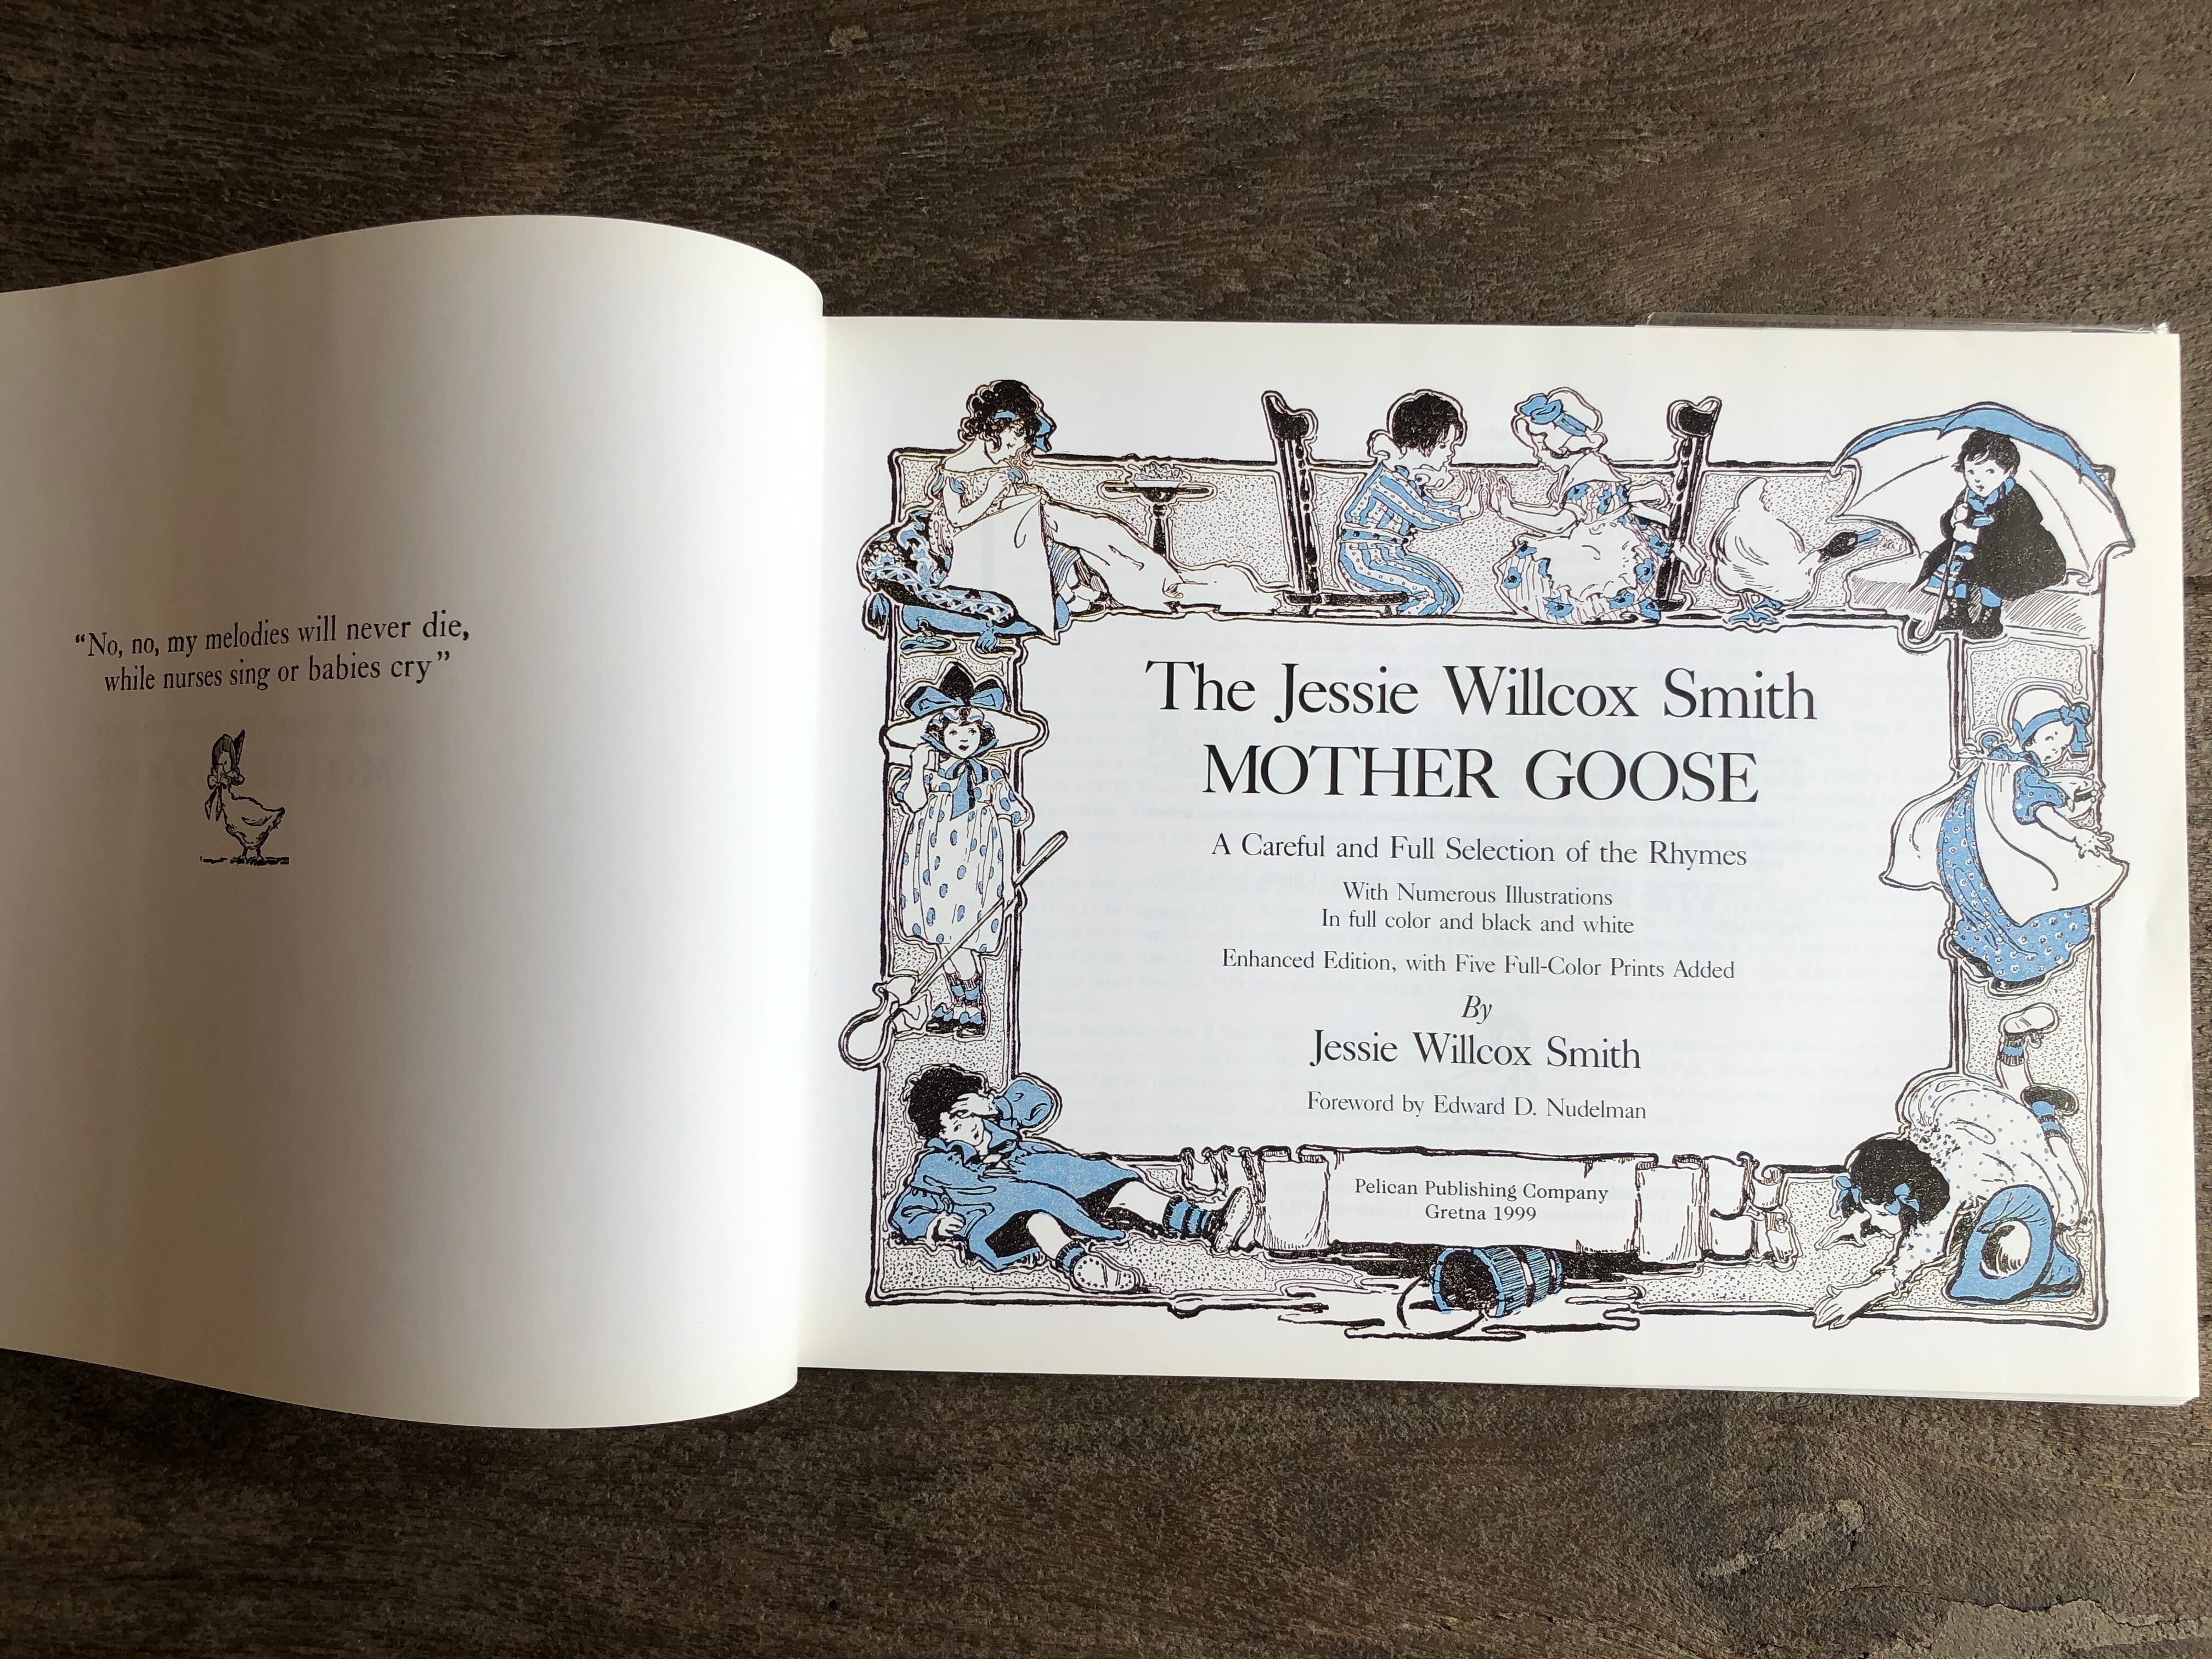 “No, no, my melodies will never die,
while nurses sing or babies cry”
The Jessie Willcox Smith
MOTHER GOOSE
A Careful and Full Selection of the Rhymes
With Numerous Illustrations
In full color and black and white
Enhanced Edition, with Five Full-Color Prints Added
By
Jessie Willcox Smith
Foreword by Edward D. Nudelman
Pelican Publishing Company
Gretna 1999